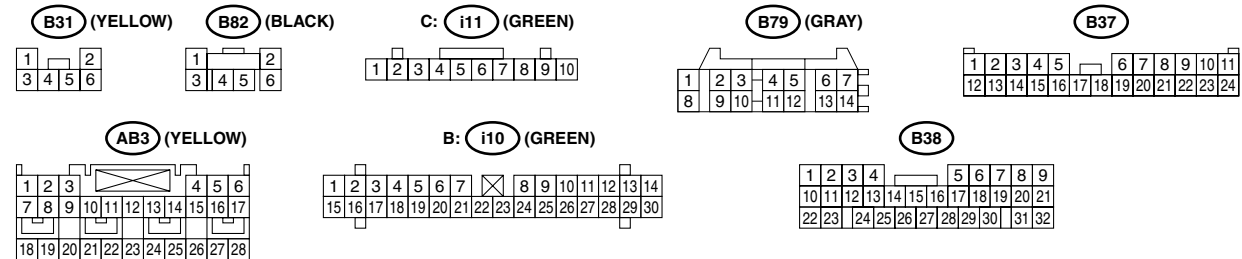 B31 (YELLOW) B82 (BLACK) C: i11 (GREEN) B79 (GRAY) B37
1 2
3 4 5 6
1 2
3 4 5 6
1 2 3 4 5 6 7 8 9 10
1 2 3 4 5 6 7
8 9 10 11 12 13 14
1 2 3 4 5 6 7 8 9 10 11
12 13 14 15 16 17 18 19 20 21 22 23 24
AB3 (YELLOW) B: i10 (GREEN) B38
1 2 3 4 5 6
7 8 9 10 11 12 13 14 15 16 17
18 19 20 21 22 23 24 25 26 27 28
1 2 3 4 5 6 7 8 9 10 11 12 13 14
15 16 17 18 19 20 21 22 23 24 25 26 27 28 29 30
1 2 3 4 5 6 7 8 9
10 11 12 13 14 15 16 17 18 19 20 21
22 23 24 25 26 27 28 29 30 31 32